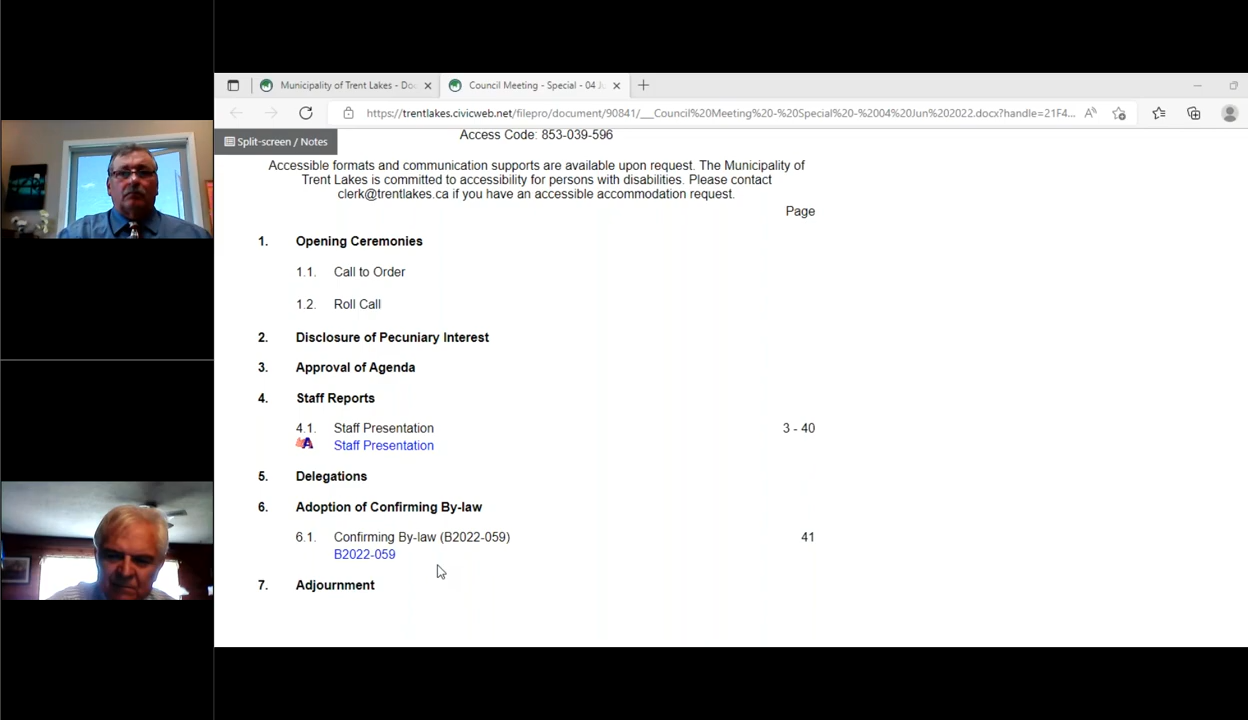 Municipality of Trent Lakes - Doc
Council Meeting - Special - 04 J
https://trentlakes.civicweb.net/filepro/document/90841/__Council%20Meeting%20-%20Special%20-%2004%20Jun%202022.docx?handle=21F4...
Split-screen / Notes
Access Code: 853-039-596
Accessible formats and communication supports are available upon request. The Municipality of
Trent Lakes is committed to accessibility for persons with disabilities. Please contact
clerk@trentlakes.ca if you have an accessible accommodation request.
Page
1. Opening Ceremonies
1.1. Call to Order
1.2. Roll Call
2. Disclosure of Pecuniary Interest
3. Approval of Agenda
4. Staff Reports
4.1. Staff Presentation 3 - 40
Staff Presentation
5. Delegations
6. Adoption of Confirming By-law
6.1. Confirming By-law (B2022-059) 41
B2022-059
7. Adjournment